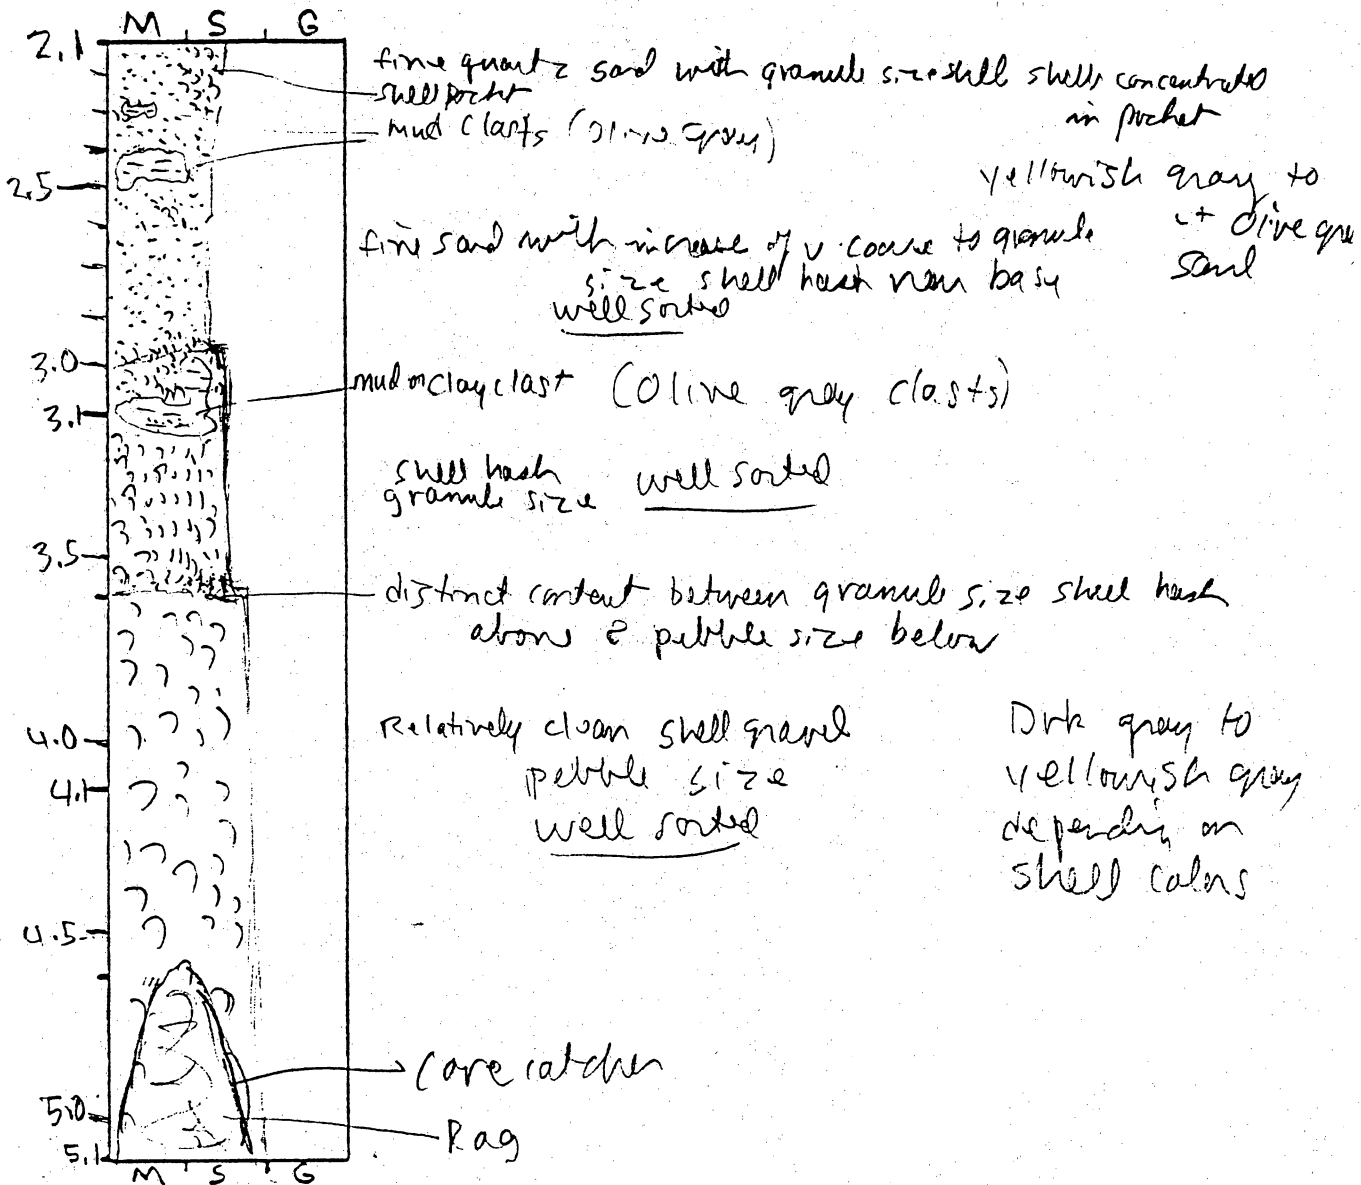 M S G
2.1
fine quartz sand with granule size shell shells concentrated
in pocket
shell pocket
mud clasts (olive gray)
2.5
yellowish gray to
Lt Olive gra
sand
fine sand with increase of v. coarse to granule
size shell hash near base
well sorted
3.0
mud or clay clast (Olive gray clasts)
3.1
shell hash
granule size well sorted
3.5
distinct contact between granule size shell hash
above & pebble size below
4.0
Relatively clean shell gravel
pebble size
well sorted
4.1
Drk gray to
yellowish gray
depending on
shell colors
4.5
Core catcher
5.0
Rag
5.1
M S G